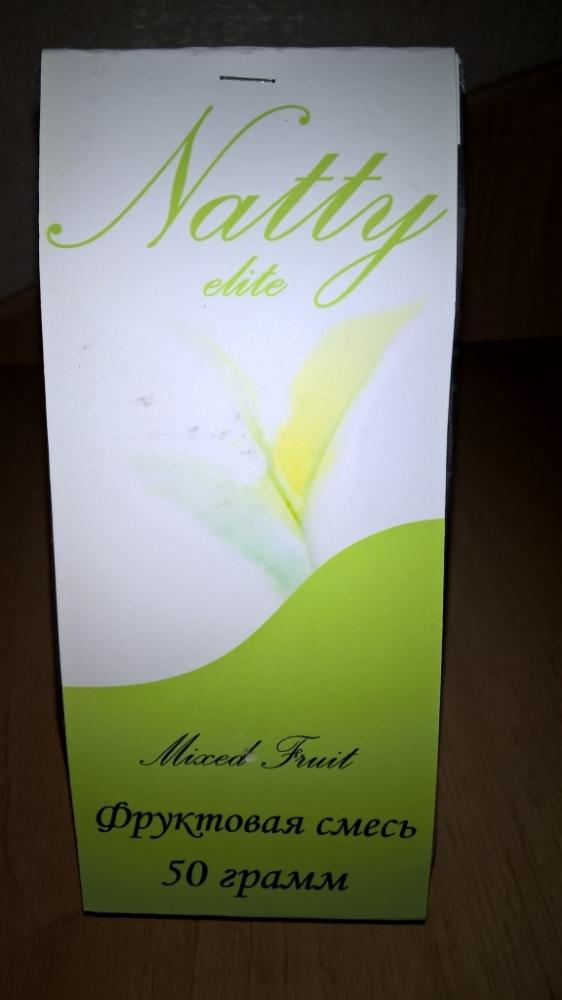 Natty
elite
Mixed Fruit
Фруктовая смесь
50 грамм